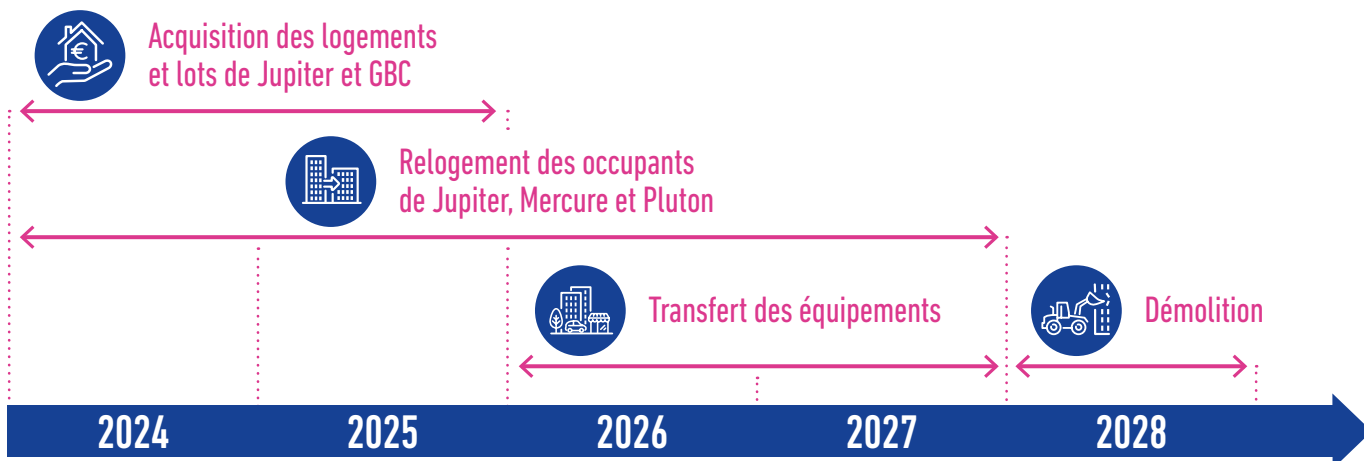 Acquisition des logements
et lots de Jupiter et GBC
€
Relogement des occupants
de Jupiter, Mercure et Pluton
Transfert des équipements
Démolition
2024 2025 2026 2027 2028